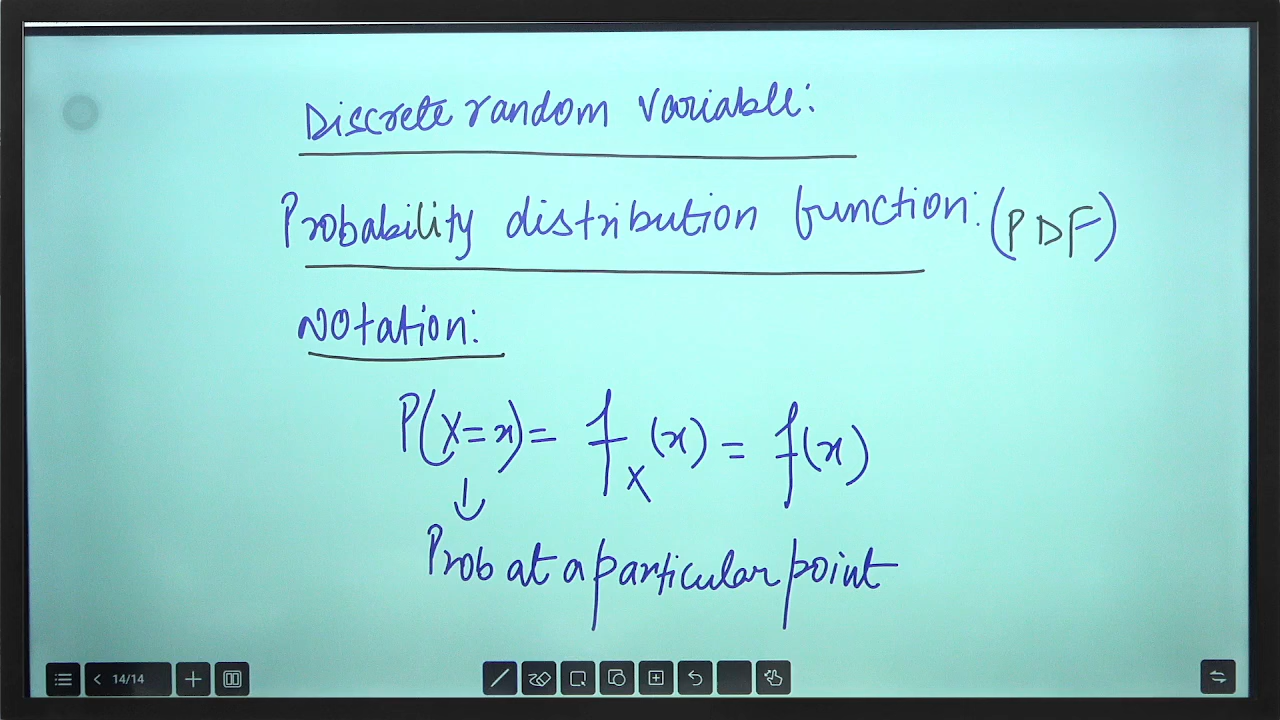 Discrete random variable:
Probability distribution function: (PDF)
Notation:
P(X=x) = f_X(x) = f(x)
↓
Prob at a particular point
14/14